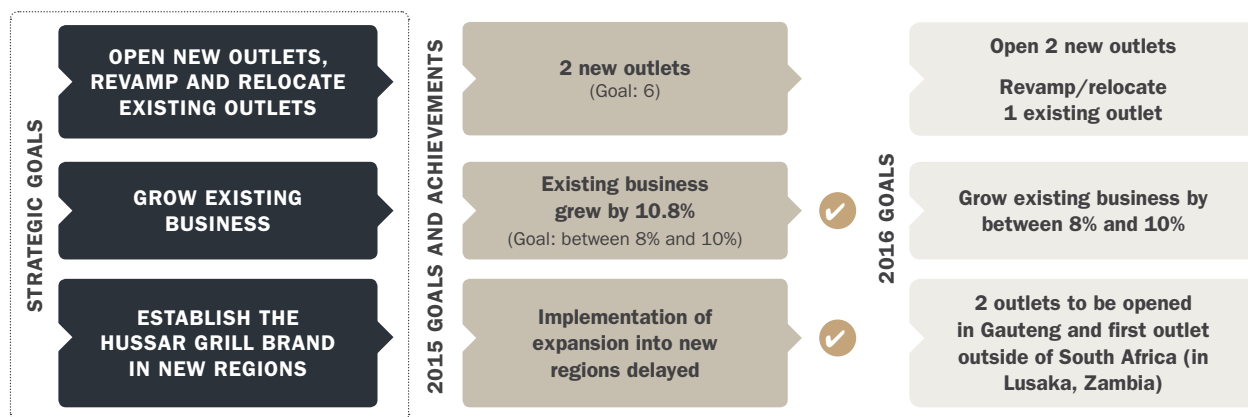 STRATEGIC GOALS
OPEN NEW OUTLETS,
REVAMP AND RELOCATE
EXISTING OUTLETS
GROW EXISTING
BUSINESS
ESTABLISH THE
HUSSAR GRILL BRAND
IN NEW REGIONS
2015 GOALS AND ACHIEVEMENTS
2 new outlets
(Goal: 6)
Existing business
grew by 10.8%
(Goal: between 8% and 10%)
Implementation of
expansion into new
regions delayed
2016 GOALS
Open 2 new outlets
Revamp/relocate
1 existing outlet
Grow existing business by
between 8% and 10%
2 outlets to be opened
in Gauteng and first outlet
outside of South Africa (in
Lusaka, Zambia)